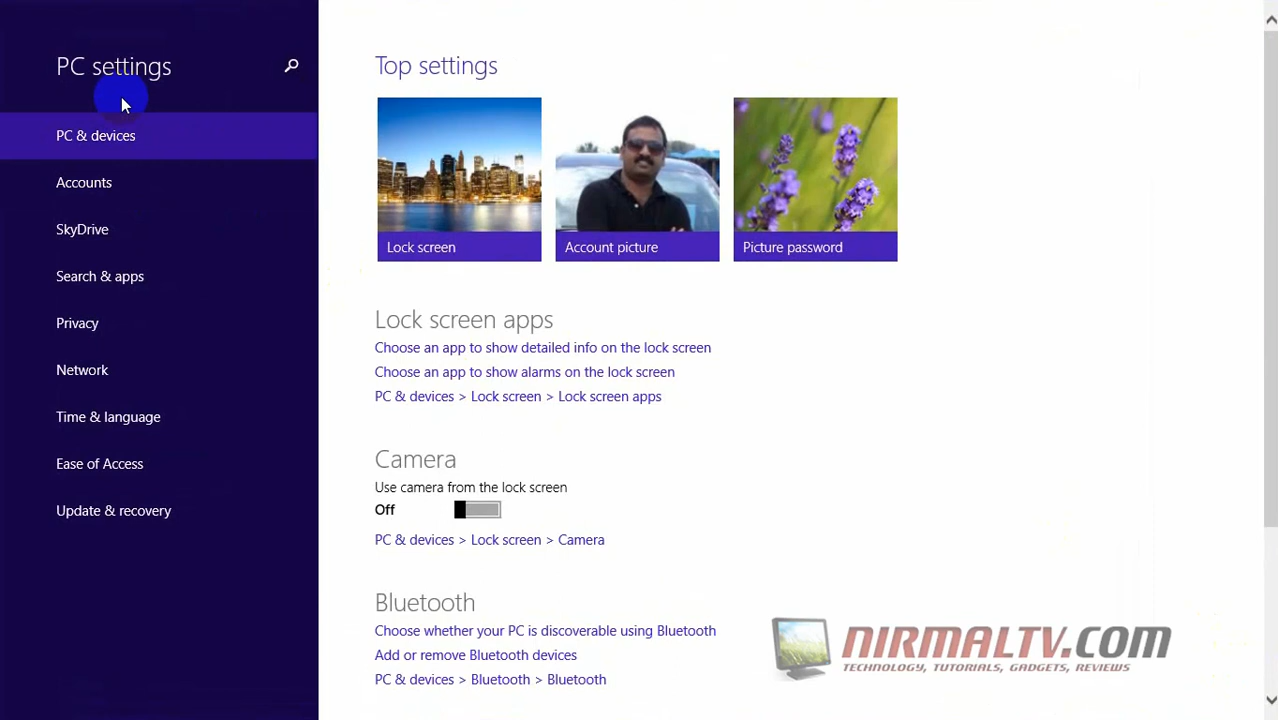 PC settings
PC & devices
Accounts
SkyDrive
Search & apps
Privacy
Network
Time & language
Ease of Access
Update & recovery
Top settings
Lock screen
Account picture
Picture password
Lock screen apps
Choose an app to show detailed info on the lock screen
Choose an app to show alarms on the lock screen
PC & devices > Lock screen > Lock screen apps
Camera
Use camera from the lock screen
Off
PC & devices > Lock screen > Camera
Bluetooth
Choose whether your PC is discoverable using Bluetooth
Add or remove Bluetooth devices
PC & devices > Bluetooth > Bluetooth
NIRMALTV.COM
TECHNOLOGY, TUTORIALS, GADGETS, REVIEWS